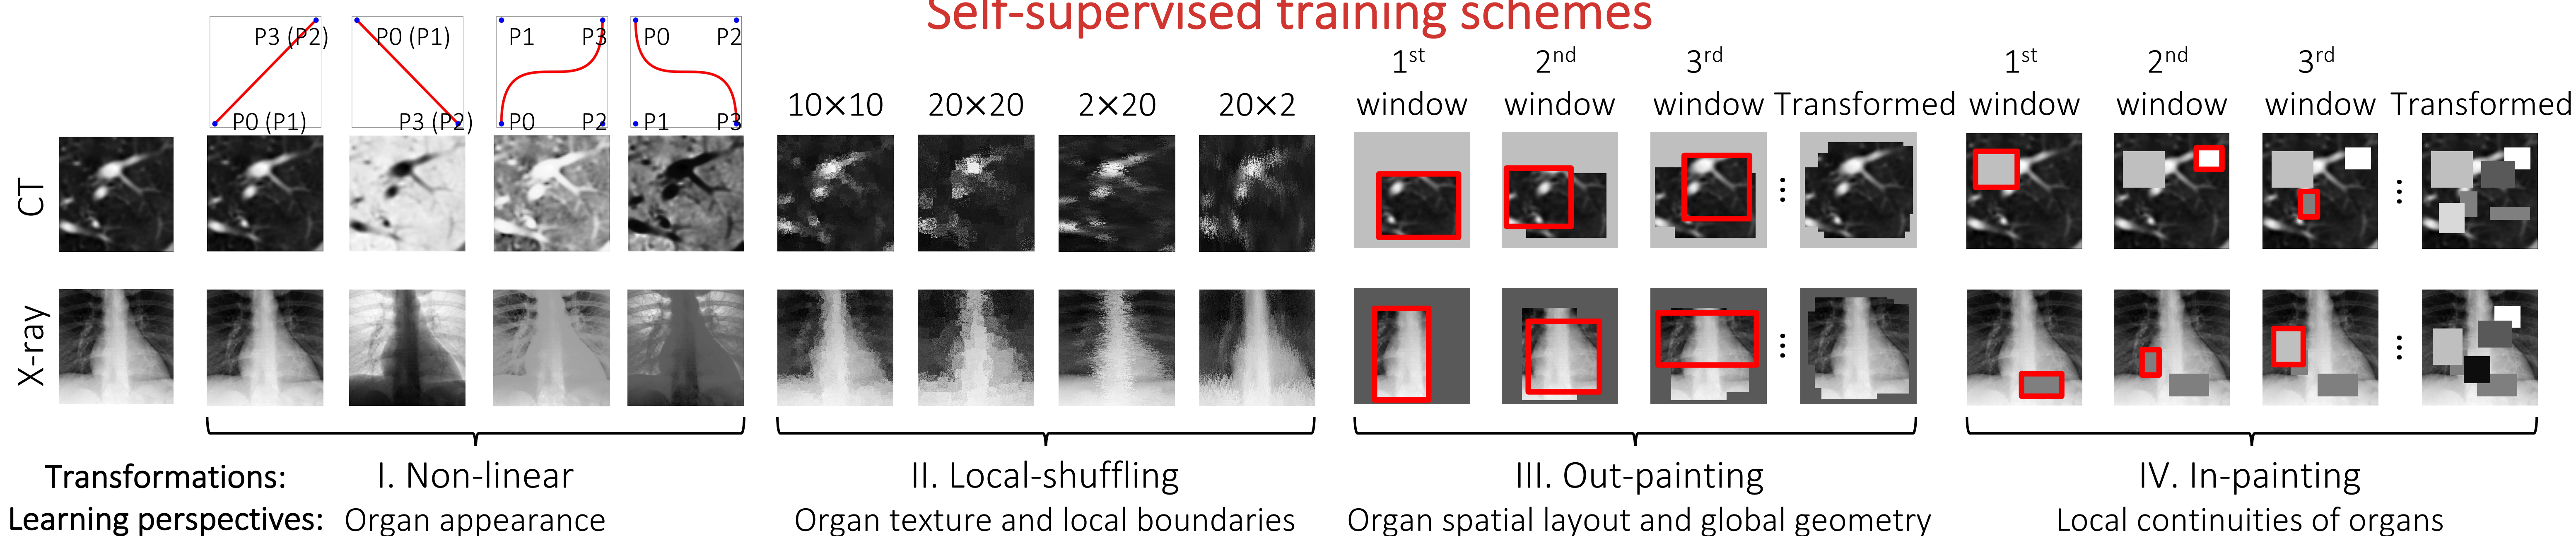 Self-supervised training schemes
P3 (P2)
P0 (P1)
P0 (P1)
P3 (P2)
P1 P3
P0 P2
P0 P2
P1 P3
10×10 20×20 2×20 20×2
1st window 2nd window 3rd window Transformed
1st window 2nd window 3rd window Transformed
CT
...
...
X-ray
...
...
Transformations: I. Non-linear II. Local-shuffling III. Out-painting IV. In-painting
Learning perspectives: Organ appearance Organ texture and local boundaries Organ spatial layout and global geometry Local continuities of organs